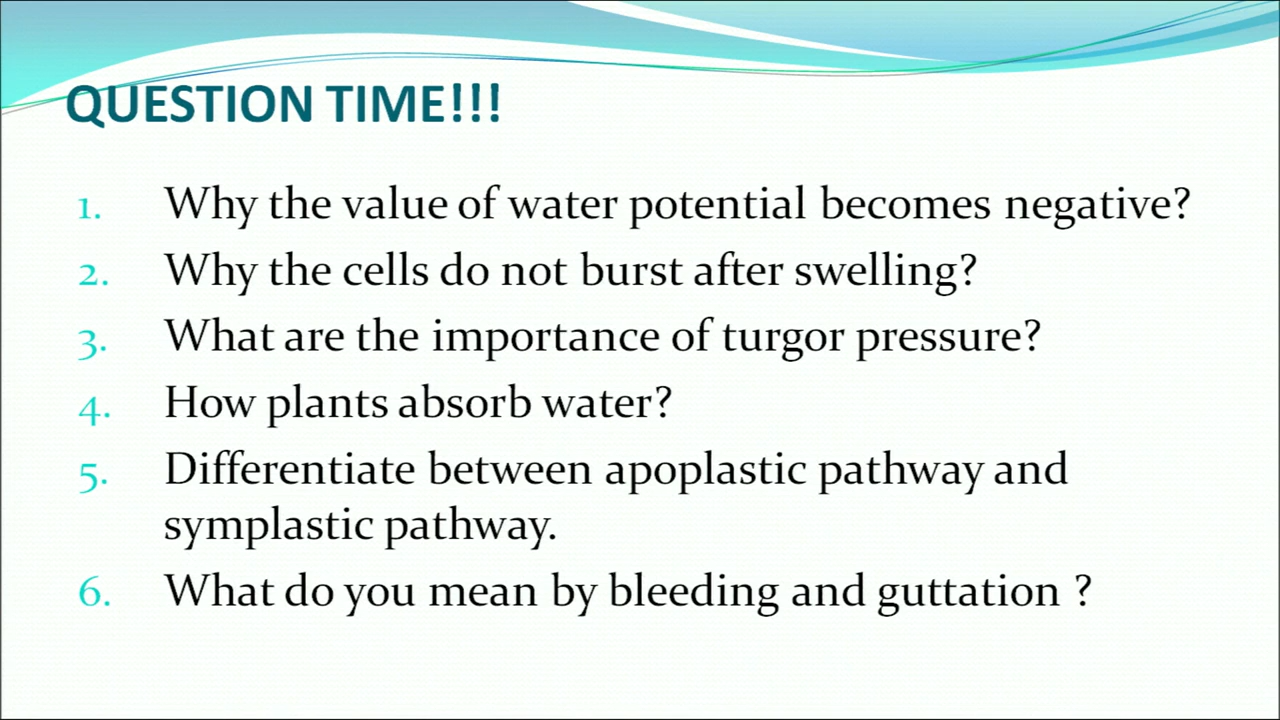 QUESTION TIME!!!
1. Why the value of water potential becomes negative?
2. Why the cells do not burst after swelling?
3. What are the importance of turgor pressure?
4. How plants absorb water?
5. Differentiate between apoplastic pathway and
symplastic pathway.
6. What do you mean by bleeding and guttation ?